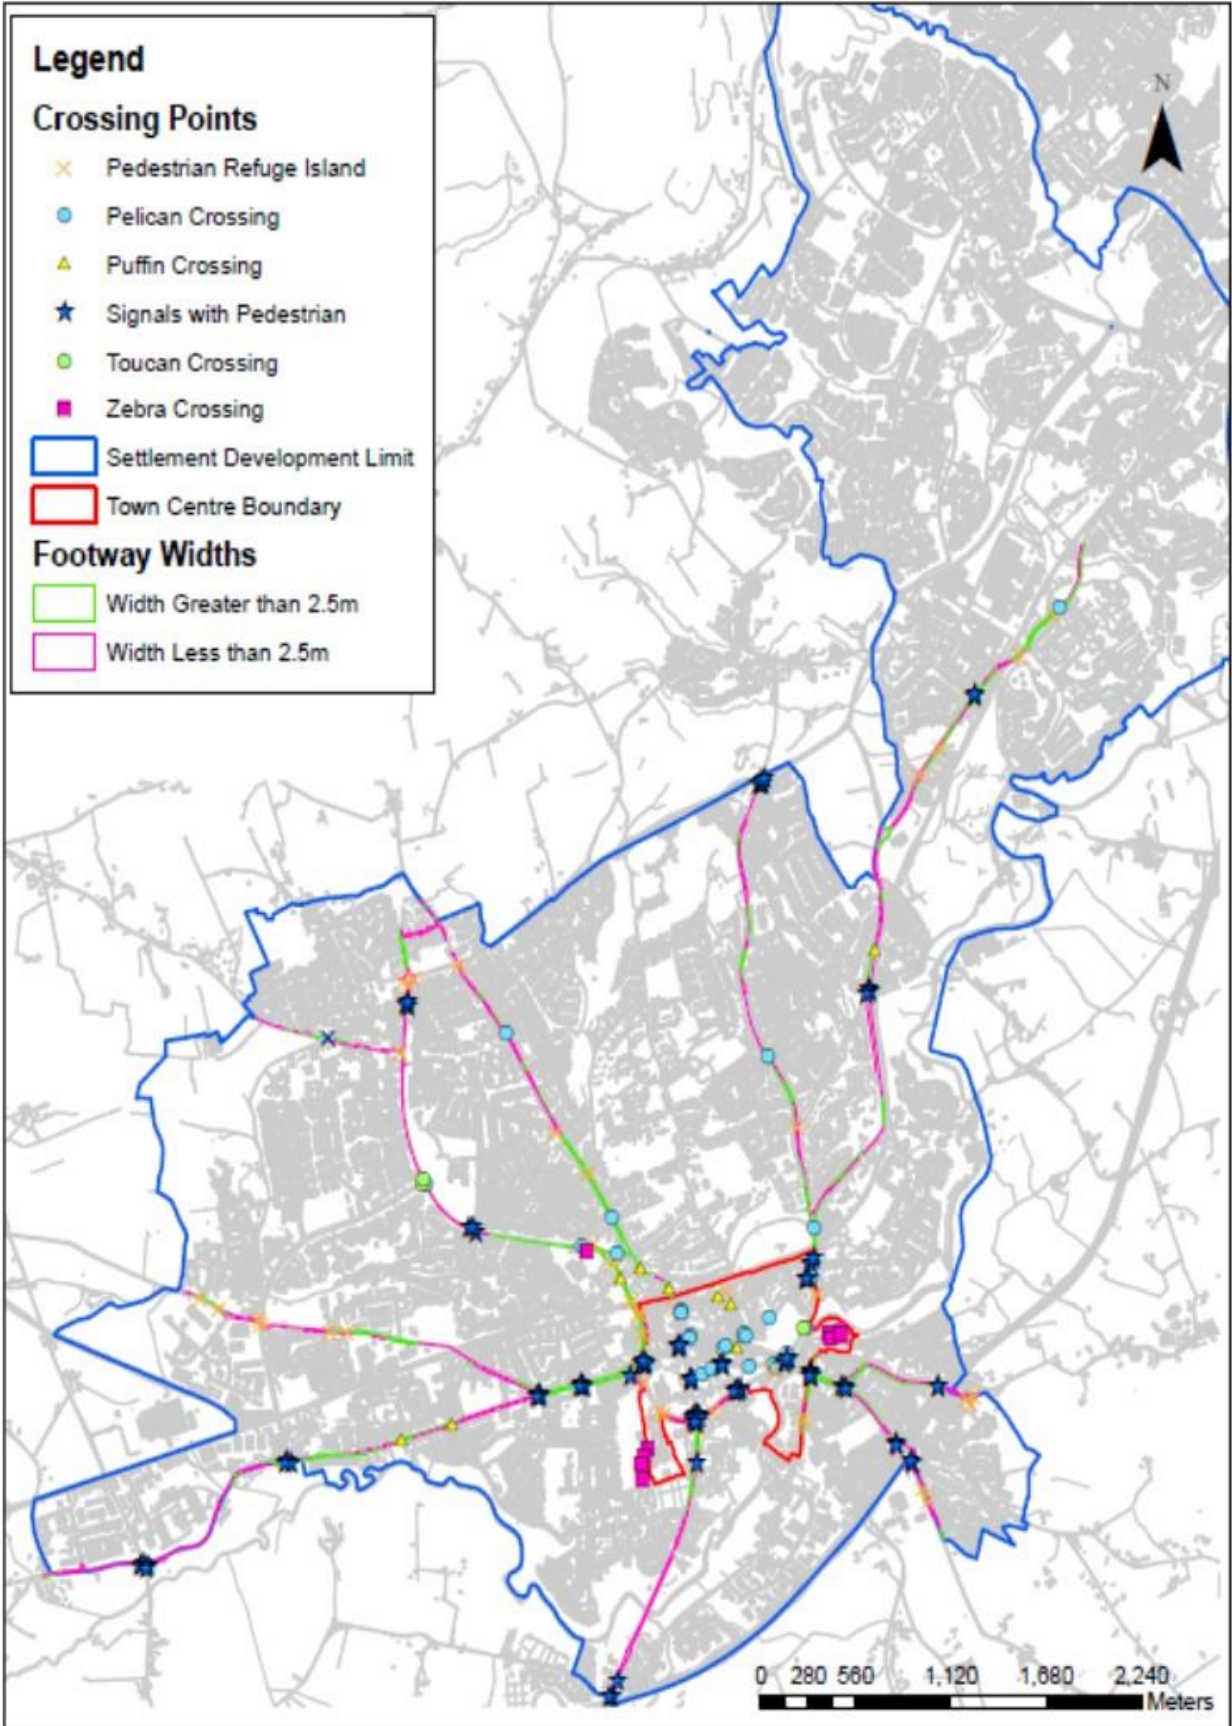 Legend
Crossing Points
Pedestrian Refuge Island
Pelican Crossing
Puffin Crossing
Signals with Pedestrian
Toucan Crossing
Zebra Crossing
Settlement Development Limit
Town Centre Boundary
Footway Widths
Width Greater than 2.5m
Width Less than 2.5m
N
0 280 560 1,120 1,680 2,240
Meters